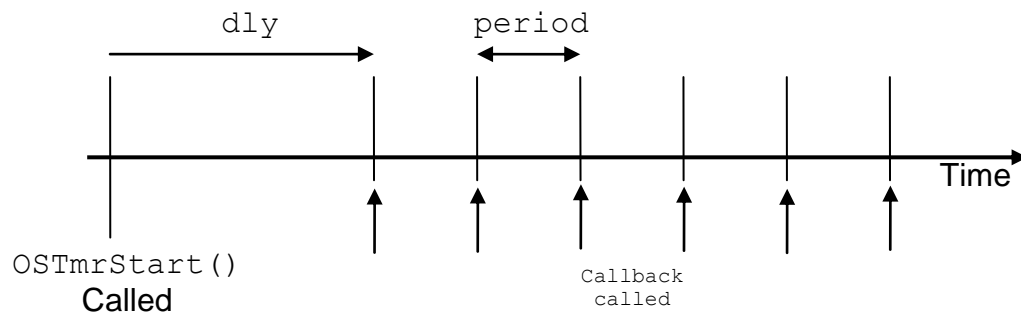 dly
period
Time
OSTmrStart()
Called
Callback
called